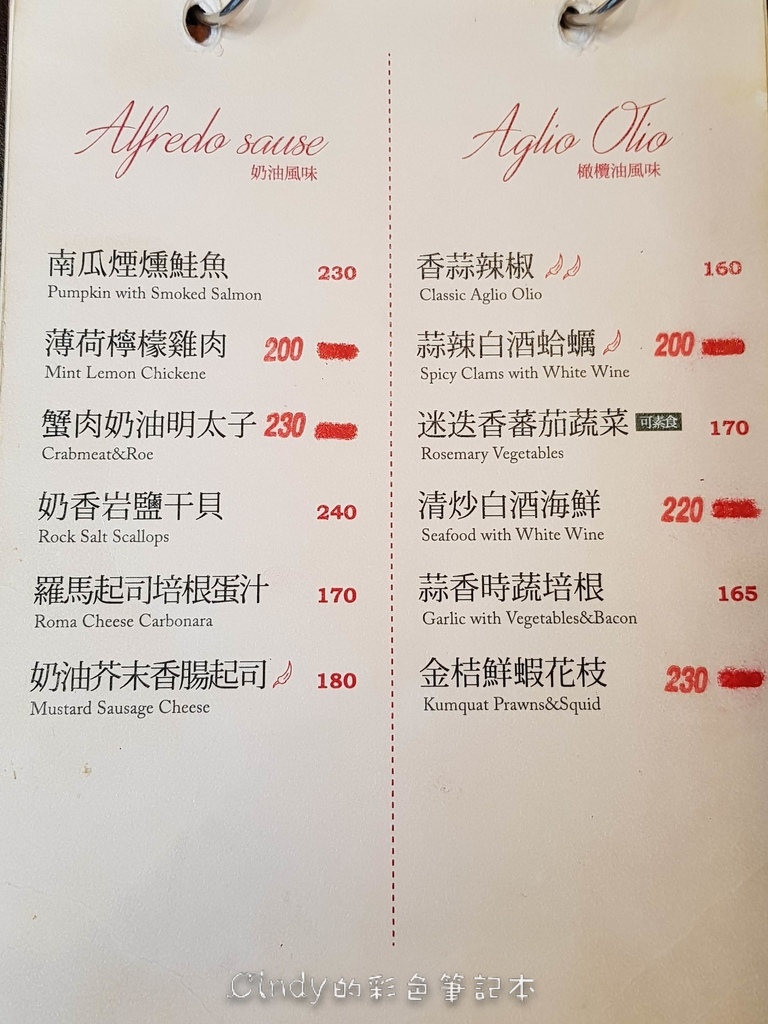 Alfredo sause
奶油風味
南瓜煙燻鮭魚 230
Pumpkin with Smoked Salmon
薄荷檸檬雞肉 200
Mint Lemon Chickene
蟹肉奶油明太子 230
Crabmeat&Roe
奶香岩鹽干貝 240
Rock Salt Scallops
羅馬起司培根蛋汁 170
Roma Cheese Carbonara
奶油芥末香腸起司 180
Mustard Sausage Cheese
Aglio Olio
橄欖油風味
香蒜辣椒 160
Classic Aglio Olio
蒜辣白酒蛤蠣 200
Spicy Clams with White Wine
迷迭香蕃茄蔬菜 可素食 170
Rosemary Vegetables
清炒白酒海鮮 220
Seafood with White Wine
蒜香時蔬培根 165
Garlic with Vegetables&Bacon
金桔鮮蝦花枝 230
Kumquat Prawns&Squid
Cindy的彩色筆記本